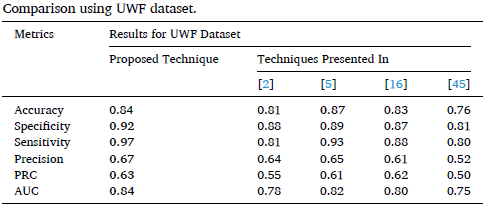 Comparison using UWF dataset.
Metrics Results for UWF Dataset
Proposed Technique Techniques Presented In
[2] [5] [16] [45]
Accuracy 0.84 0.81 0.87 0.83 0.76
Specificity 0.92 0.88 0.89 0.87 0.81
Sensitivity 0.97 0.81 0.93 0.88 0.80
Precision 0.67 0.64 0.65 0.61 0.52
PRC 0.63 0.55 0.61 0.62 0.50
AUC 0.84 0.78 0.82 0.80 0.75